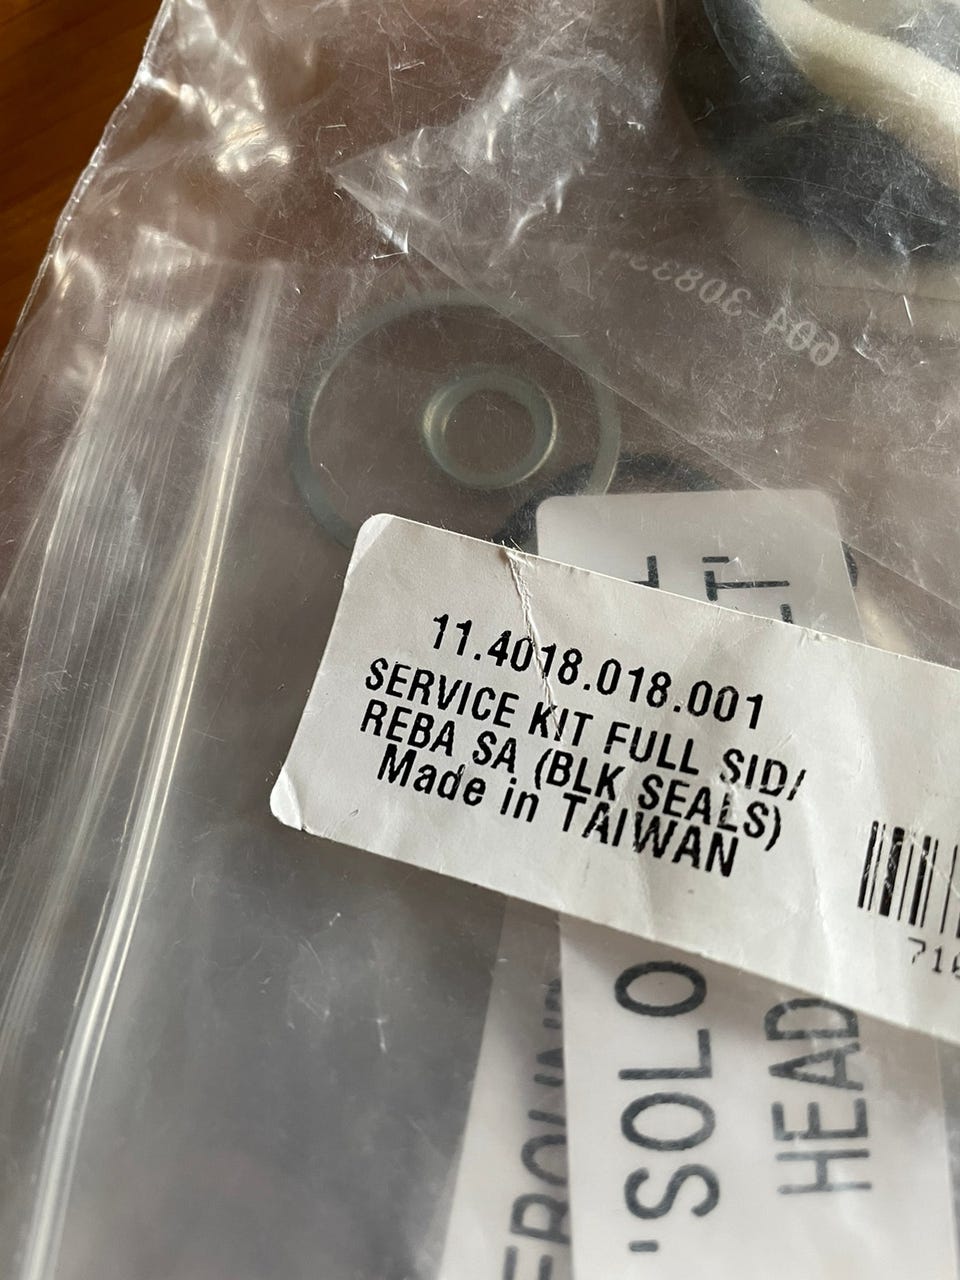 11.4018.018.001
SERVICE KIT FULL SID/
REBA SA (BLK SEALS)
Made in TAIWAN
'SOLO
HEAD